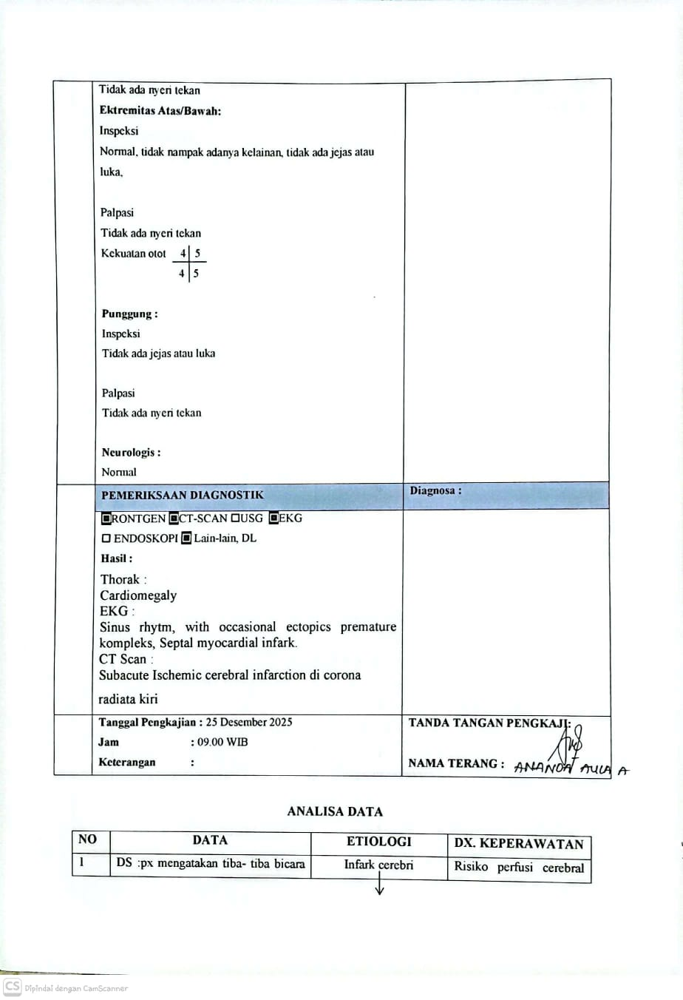 Tidak ada nyeri tekan
Ektremitas Atas/Bawah:
Inspeksi
Normal, tidak nampak adanya kelainan, tidak ada jejas atau
luka,
Palpasi
Tidak ada nyeri tekan
Kekuatan otot 4 5
4 5
Punggung :
Inspeksi
Tidak ada jejas atau luka
Palpasi
Tidak ada nyeri tekan
Neurologis :
Normal
PEMERIKSAAN DIAGNOSTIK
Diagnosa :
RONTGEN CT-SCAN USG EKG
ENDOSKOPI Lain-lain, DL
Hasil :
Thorak :
Cardiomegaly
EKG :
Sinus rhytm, with occasional ectopics premature
kompleks, Septal myocardial infark.
CT Scan :
Subacute Ischemic cerebral infarction di corona
radiata kiri
Tanggal Pengkajian : 25 Desember 2025
Jam : 09.00 WIB
Keterangan :
TANDA TANGAN PENGKAJI:
NAMA TERANG : ANANDA AULA A
ANALISA DATA
NO DATA ETIOLOGI DX. KEPERAWATAN
1 DS :px mengatakan tiba- tiba bicara Infark cerebri Risiko perfusi cerebral
CS Dipindai dengan CamScanner